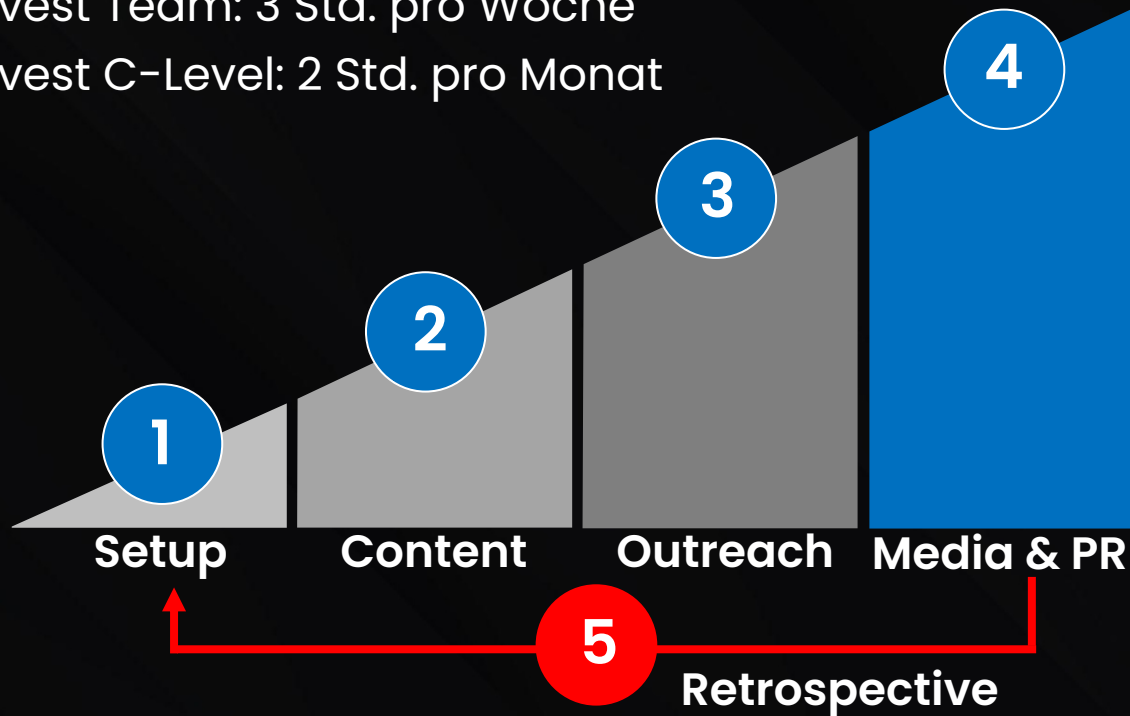 vest Team: 3 Std. pro Woche
vest C-Level: 2 Std. pro Monat
4
3
2
1
Setup
Content
Outreach
Media & PR
5
Retrospective